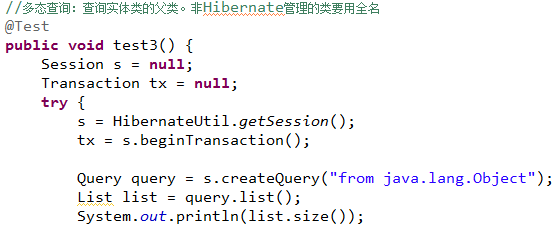 //多态查询：查询实体类的父类。非Hibernate管理的类要用全名
@Test
public void test3() {
Session s = null;
Transaction tx = null;
try {
s = HibernateUtil.getSession();
tx = s.beginTransaction();
Query query = s.createQuery("from java.lang.Object");
List list = query.list();
System.out.println(list.size());